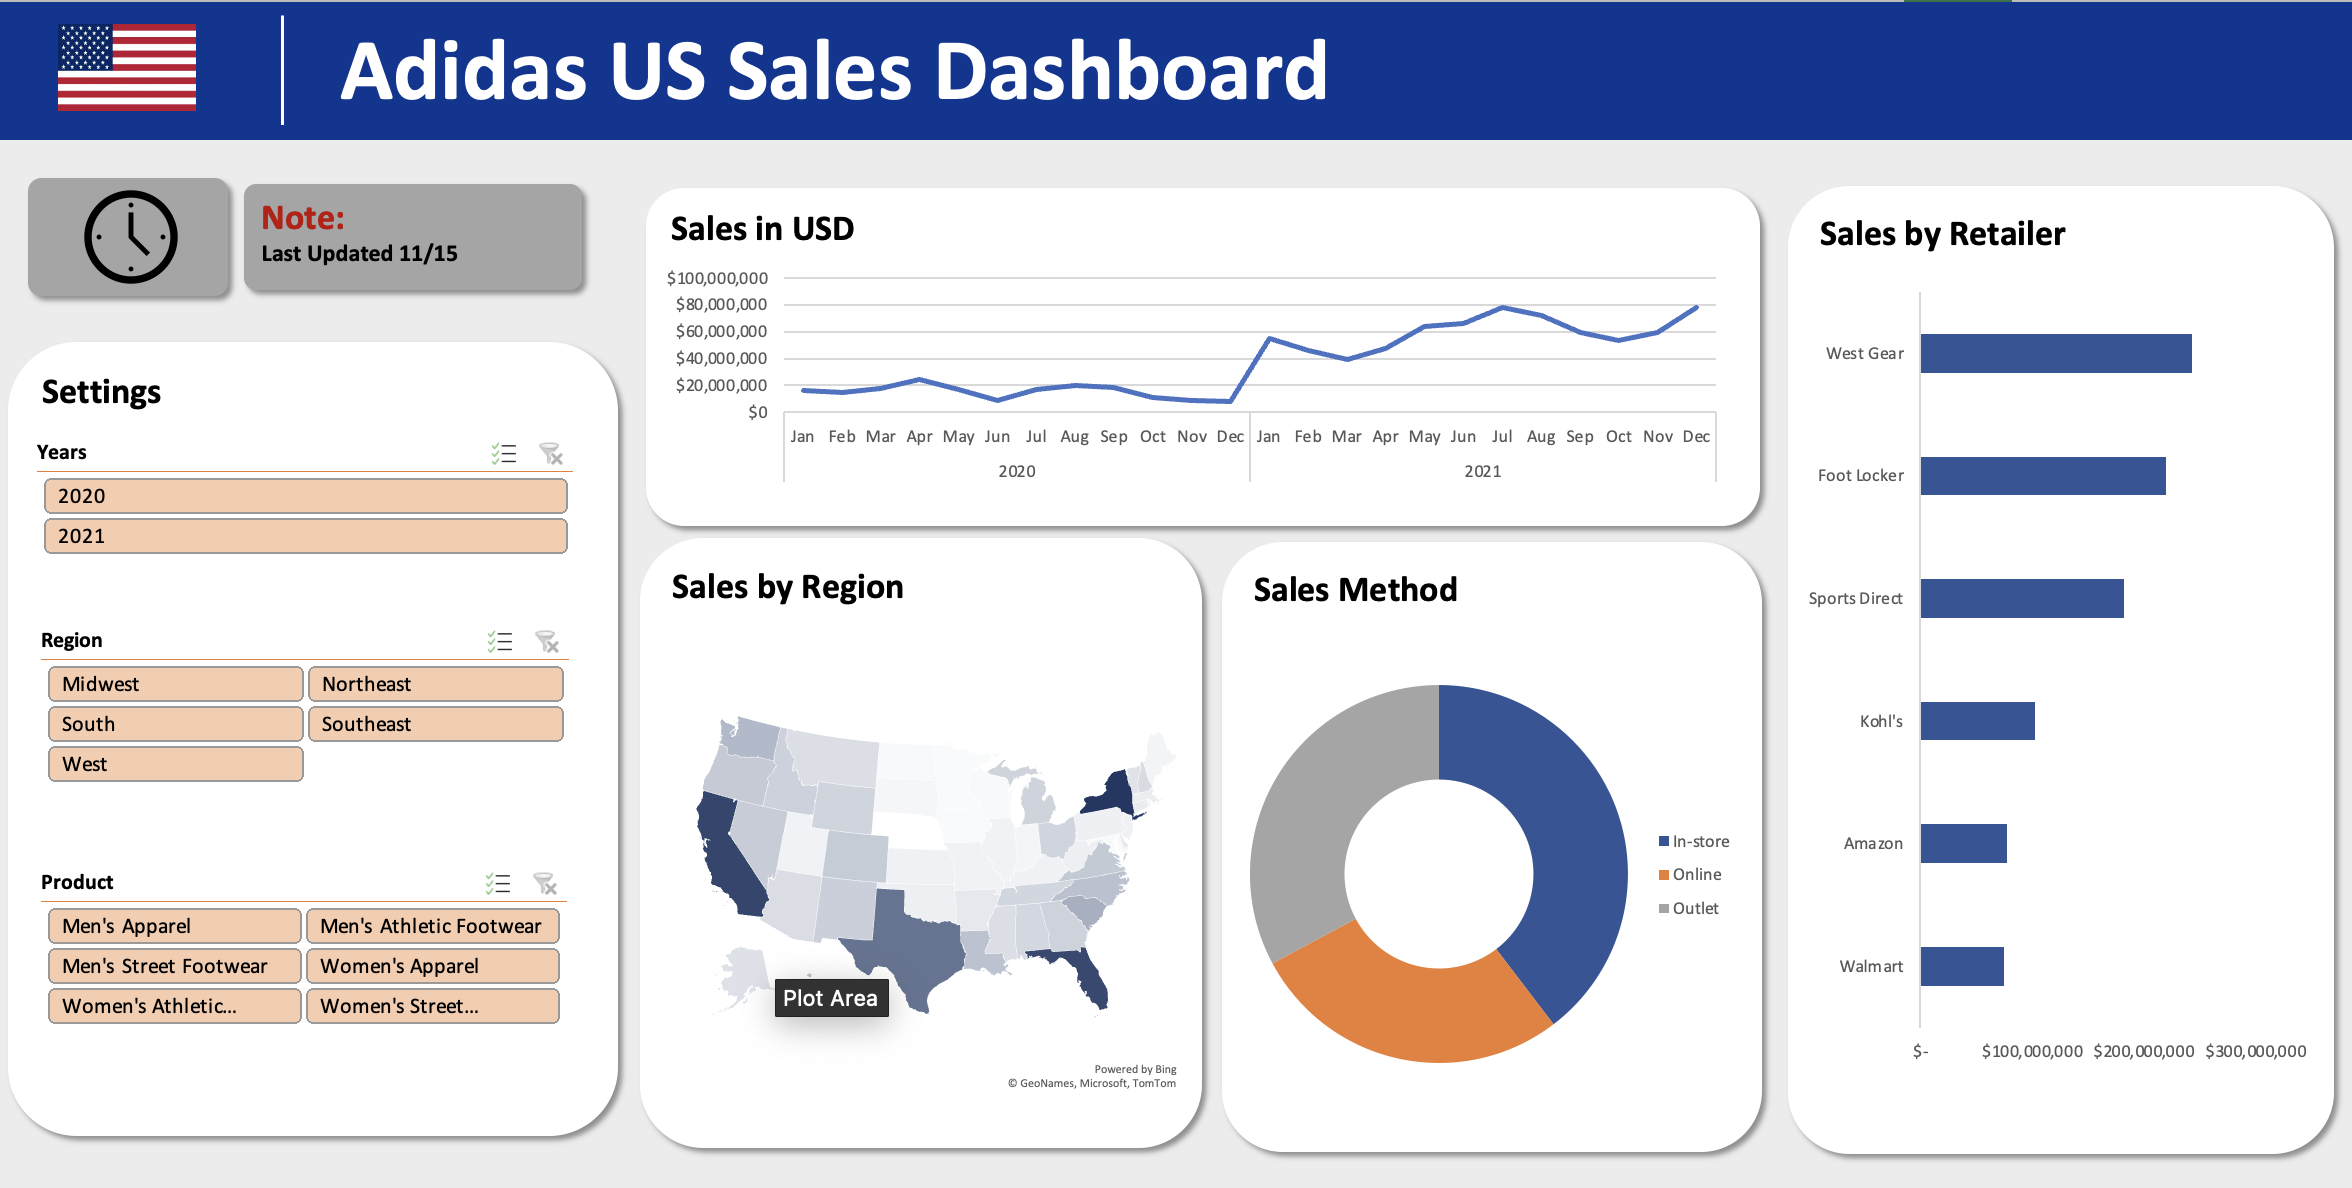 Adidas US Sales Dashboard
Note:
Last Updated 11/15
Settings
Years
2020
2021
Region
Midwest
Northeast
South
Southeast
West
Product
Men's Apparel
Men's Athletic Footwear
Men's Street Footwear
Women's Apparel
Women's Athletic...
Women's Street...
Sales in USD
$100,000,000
$80,000,000
$60,000,000
$40,000,000
$20,000,000
$0
Jan Feb Mar Apr May Jun Jul Aug Sep Oct Nov Dec Jan Feb Mar Apr May Jun Jul Aug Sep Oct Nov Dec
2020 2021
Sales by Region
Plot Area
Powered by Bing
© GeoNames, Microsoft, TomTom
Sales Method
In-store
Online
Outlet
Sales by Retailer
West Gear
Foot Locker
Sports Direct
Kohl's
Amazon
Walmart
$- $100,000,000 $200,000,000 $300,000,000